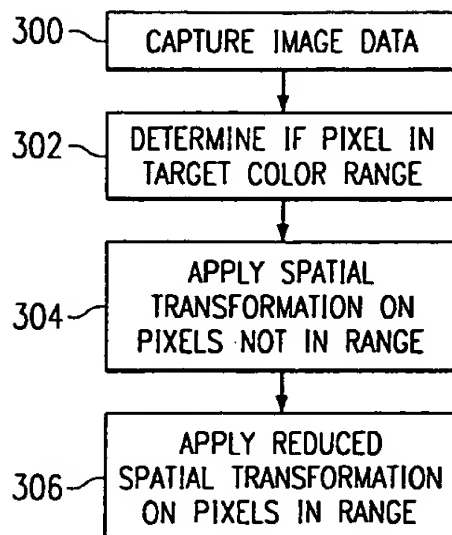 300
CAPTURE IMAGE DATA
302
DETERMINE IF PIXEL IN
TARGET COLOR RANGE
304
APPLY SPATIAL
TRANSFORMATION ON
PIXELS NOT IN RANGE
306
APPLY REDUCED
SPATIAL TRANSFORMATION
ON PIXELS IN RANGE